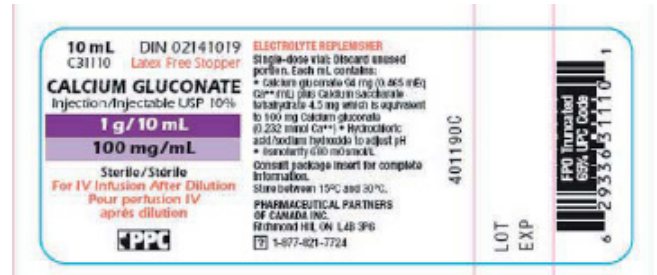 10 mL DIN 02141019
C31110 Latex Free Stopper
CALCIUM GLUCONATE
Injection/Injectable USP 10%
1 g/10 mL
100 mg/mL
Sterile/Stérile
For IV Infusion After Dilution
Pour perfusion IV
après dilution
PPC
ELECTROLYTE REPLENISHER
Single-dose vial: Discard unused
portion. Each mL contains:
• Calcium gluconate 94 mg (0.465 mEq
Ca⁺⁺/mL) plus Calcium saccharate
tetrahydrate 4.5 mg which is equivalent
to 100 mg Calcium gluconate
(0.232 mmol Ca⁺⁺) • Hydrochloric
acid/sodium hydroxide to adjust pH
• Osmolarity mOsmol/L
Consult package insert for complete
information.
Store between 15ºC and 30ºC.
PHARMACEUTICAL PARTNERS
OF CANADA INC.
Richmond Hill, ON L4B 3P6
1-877-821-7724
401190C
LOT
EXP
FPO Truncated
65% UPC Code
6 29336 31110 1